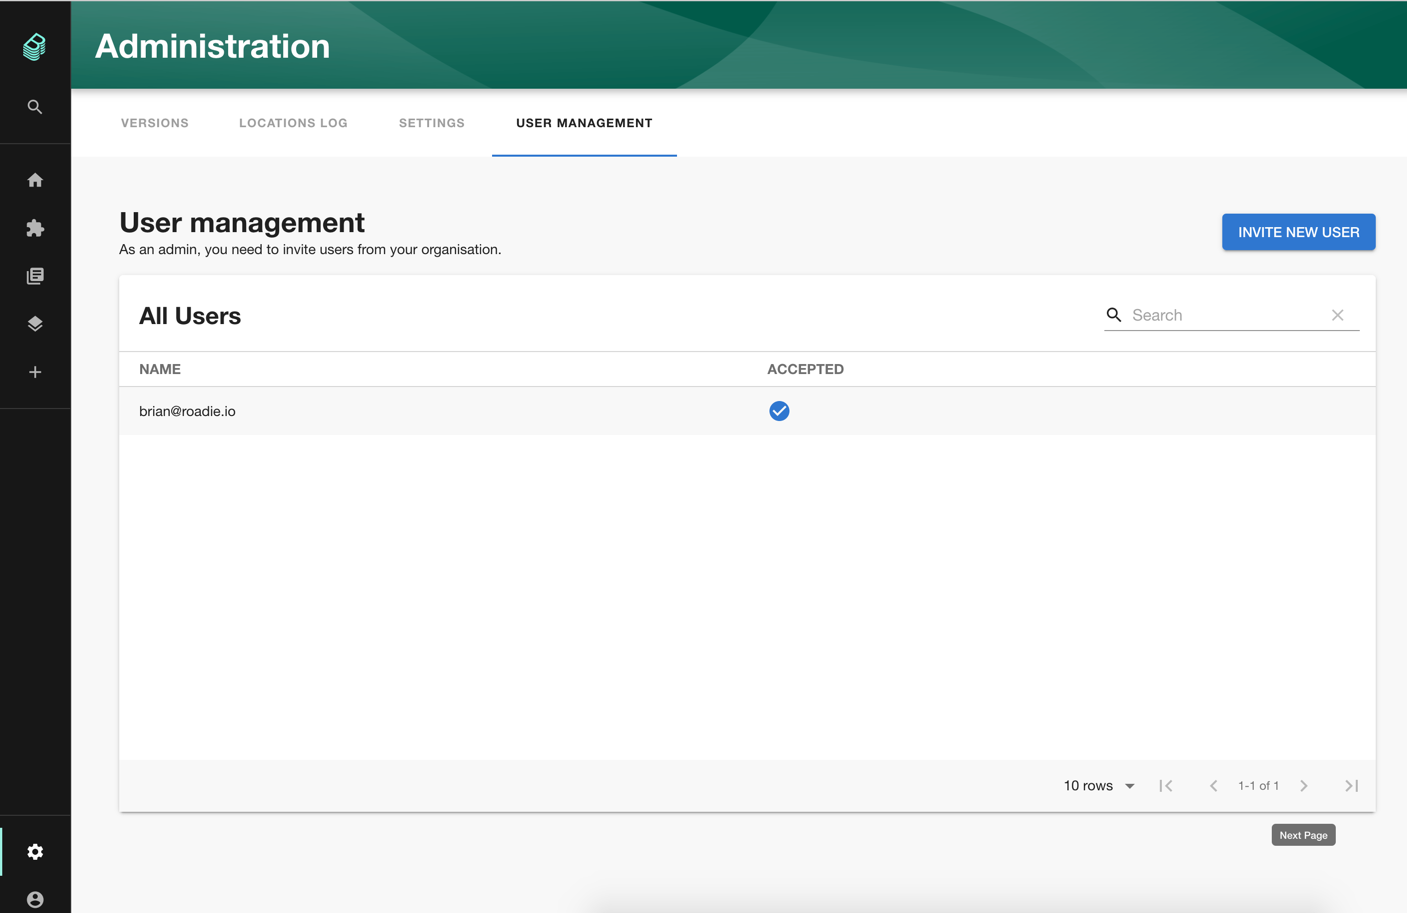 Administration
VERSIONS LOCATIONS LOG SETTINGS USER MANAGEMENT
User management
As an admin, you need to invite users from your organisation.
INVITE NEW USER
All Users
Search
NAME ACCEPTED
brian@roadie.io
10 rows 1-1 of 1
Next Page